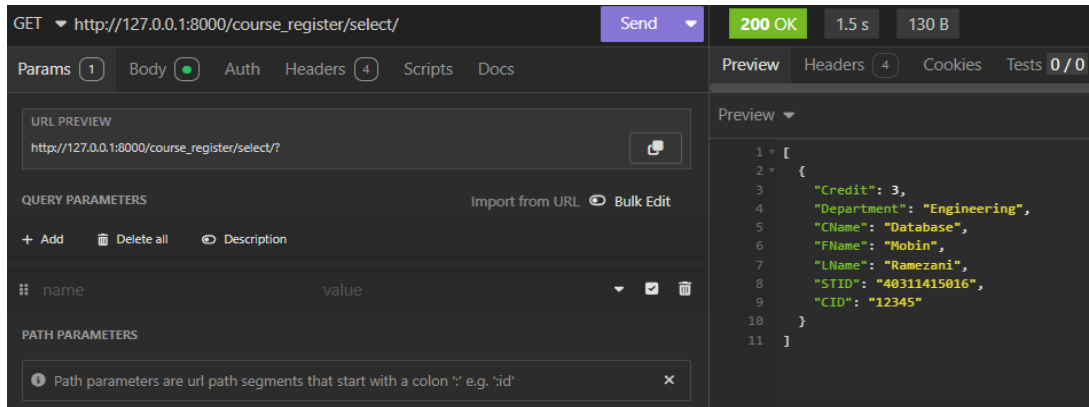 GET http://127.0.0.1:8000/course_register/select/ Send
200 OK 1.5 s 130 B
Params 1 Body Auth Headers 4 Scripts Docs
Preview Headers 4 Cookies Tests 0 / 0
URL PREVIEW
http://127.0.0.1:8000/course_register/select/?
QUERY PARAMETERS Import from URL Bulk Edit
+ Add Delete all Description
name value
PATH PARAMETERS
Path parameters are url path segments that start with a colon ':' e.g. ':id'
Preview
1 [
2 {
3 "Credit": 3,
4 "Department": "Engineering",
5 "CName": "Database",
6 "FName": "Mobin",
7 "LName": "Ramezani",
8 "STID": "40311415016",
9 "CID": "12345"
10 }
11 ]